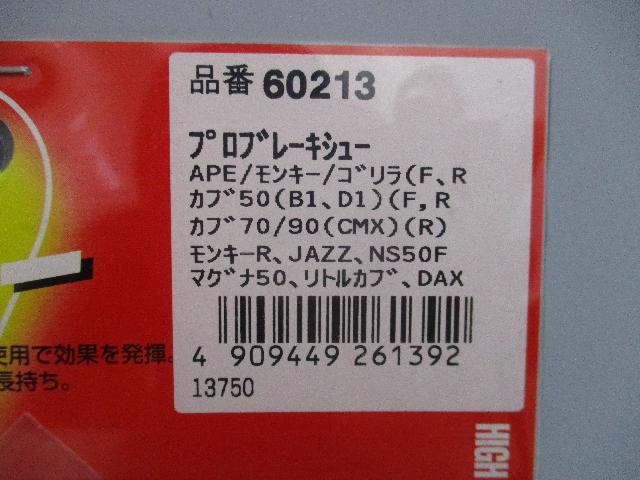 品番 60213
プロブレーキシュー
APE/モンキー/ゴリラ(F、R
カブ50(B1、D1)(F,R
カブ70/90(CMX)(R)
モンキーR、JAZZ、NS50F
マグナ50、リトルカブ、DAX
4 909449 261392
13750
使用で効果を発揮。
長持ち。
HIGH